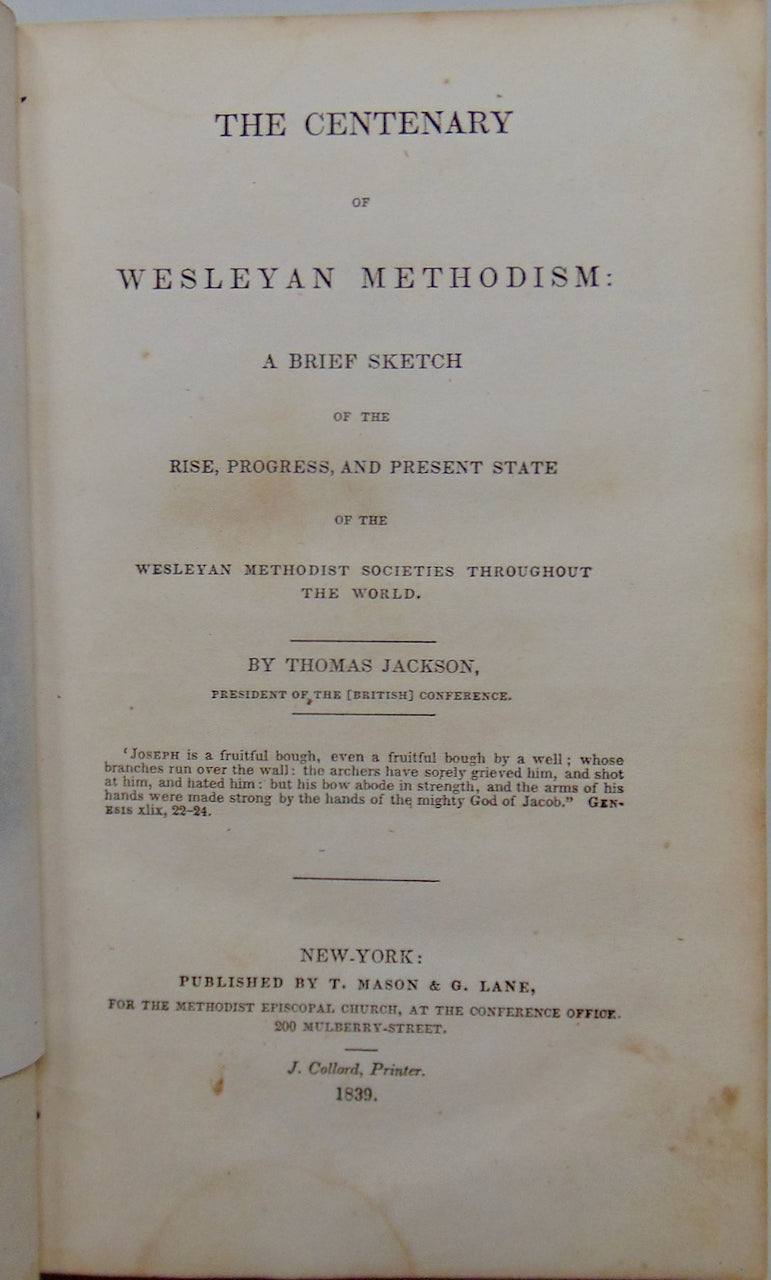 THE CENTENARY
OF
WESLEYAN METHODISM:
A BRIEF SKETCH
OF THE
RISE, PROGRESS, AND PRESENT STATE
OF THE
WESLEYAN METHODIST SOCIETIES THROUGHOUT
THE WORLD.
BY THOMAS JACKSON,
PRESIDENT OF THE [BRITISH] CONFERENCE.
‘JOSEPH is a fruitful bough, even a fruitful bough by a well; whose
branches run over the wall: the archers have sorely grieved him, and shot
at him, and hated him: but his bow abode in strength, and the arms of his
hands were made strong by the hands of the mighty God of Jacob.” GEN-
ESIS xlix, 22–24.
NEW-YORK:
PUBLISHED BY T. MASON & G. LANE,
FOR THE METHODIST EPISCOPAL CHURCH, AT THE CONFERENCE OFFICE.
200 MULBERRY-STREET.
J. Collord, Printer.
1839.